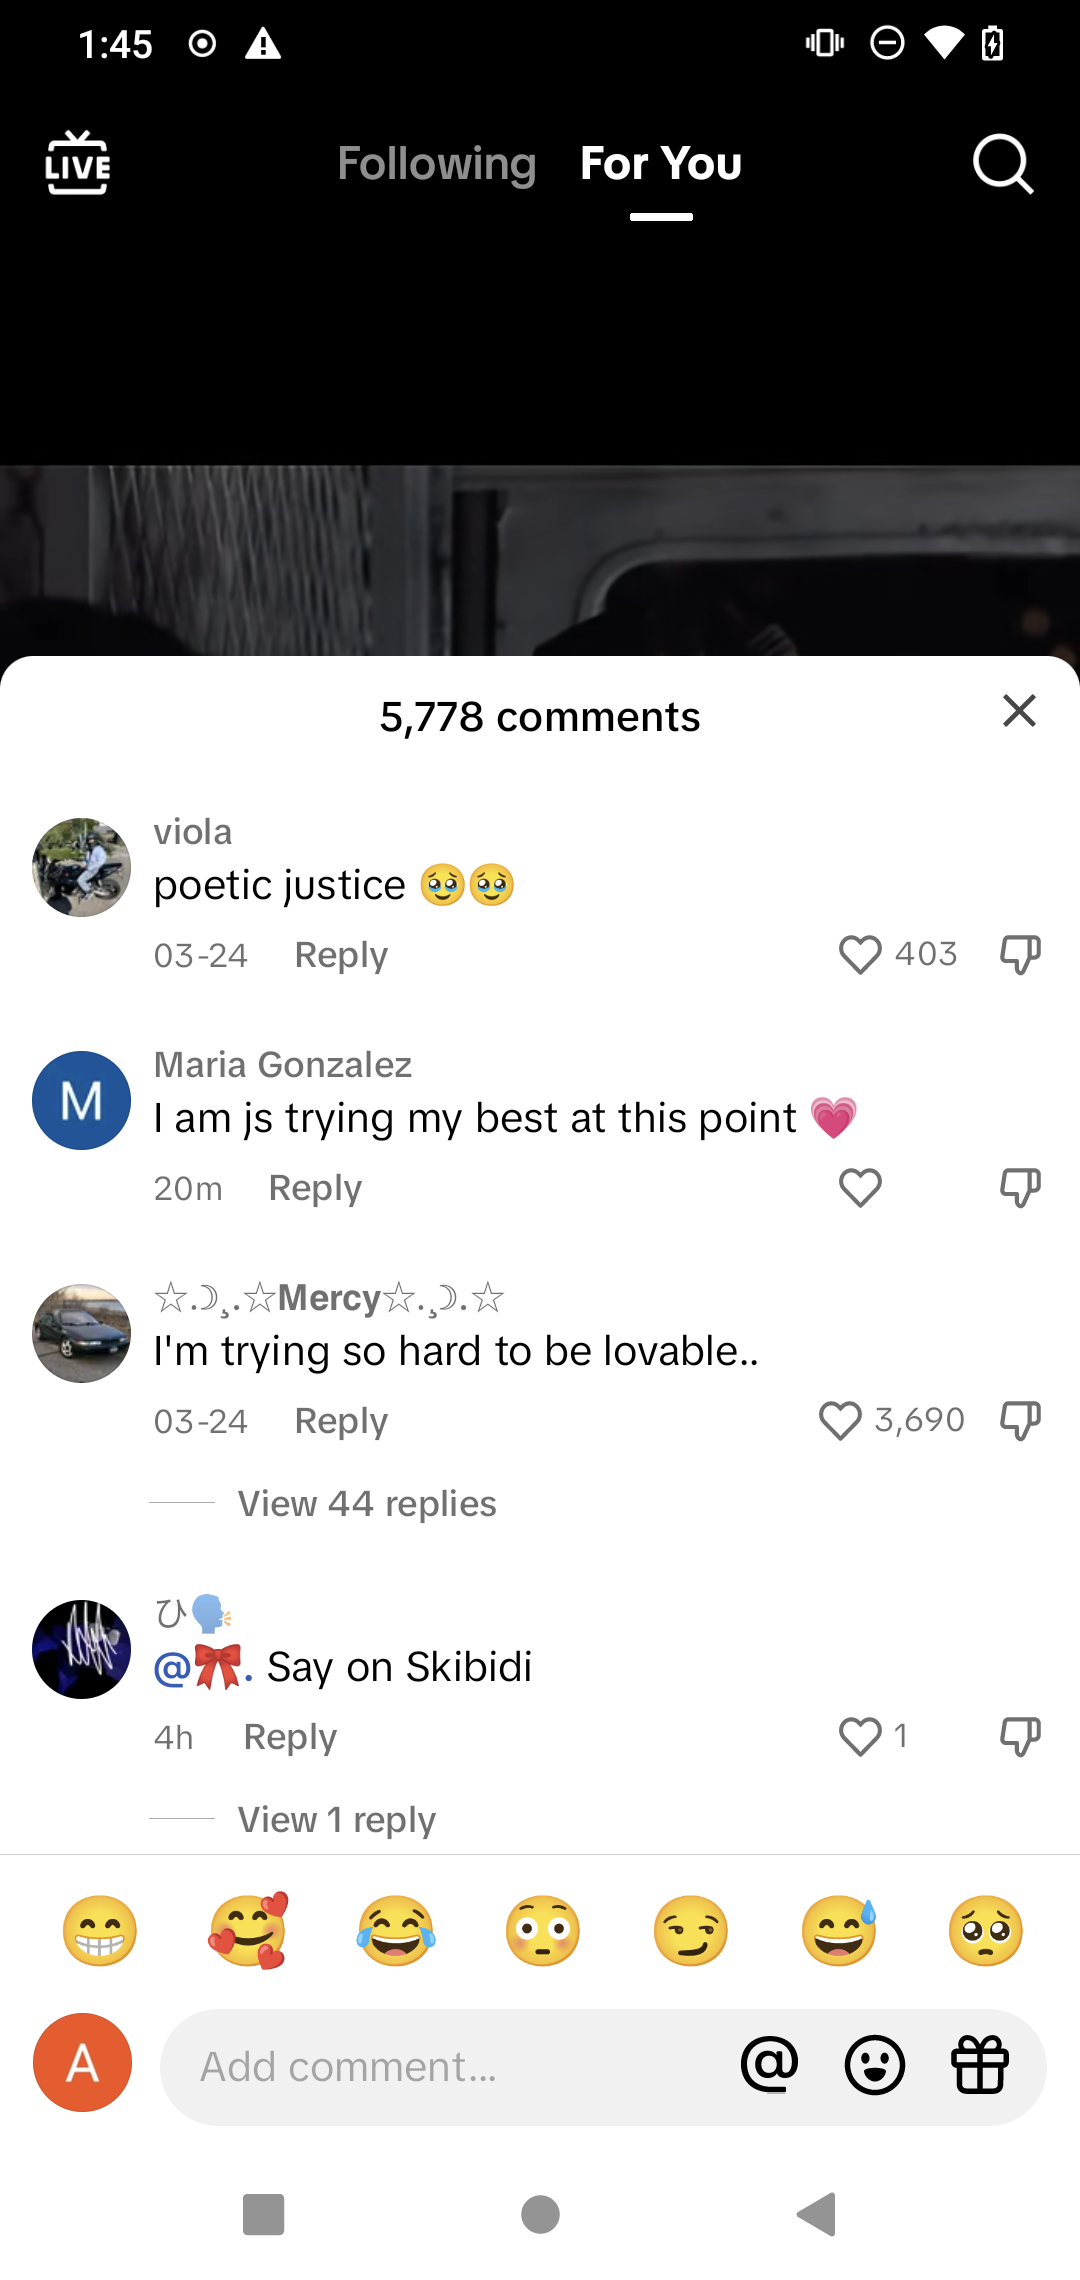 1:45
LIVE
Following For You
5,778 comments
viola
poetic justice 🥹🥹
03-24 Reply 403
M
Maria Gonzalez
I am js trying my best at this point 💗
20m Reply
☆.☽¸.☆Mercy☆.¸☽.☆
I'm trying so hard to be lovable..
03-24 Reply 3,690
View 44 replies
ひ🗣️
@🎀. Say on Skibidi
4h Reply 1
View 1 reply
😁 🥰 😂 😳 😏 😅 🥺
A
Add comment...